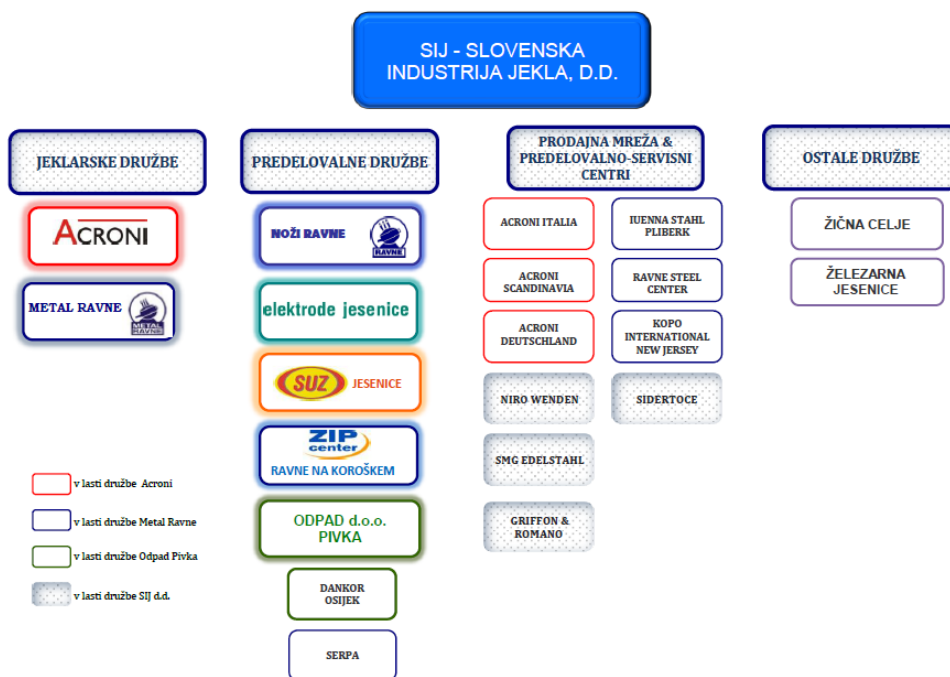 SIJ - SLOVENSKA
INDUSTRIJA JEKLA, D.D.
JEKLARSKE DRUŽBE
ACRONI
METAL RAVNE
METAL
RAVNE
PREDELOVALNE DRUŽBE
NOŽI RAVNE
RAVNE
elektrode jesenice
SUZ JESENICE
ZIP
center
RAVNE NA KOROŠKEM
ODPAD d.o.o.
PIVKA
DANKOR
OSIJEK
SERPA
PRODAJNA MREŽA &
PREDELOVALNO-SERVISNI
CENTRI
ACRONI ITALIA
ACRONI
SCANDINAVIA
ACRONI
DEUTSCHLAND
NIRO WENDEN
SMG EDELSTAHL
GRIFFON &
ROMANO
IUENNA STAHL
PLIBERK
RAVNE STEEL
CENTER
KOPO
INTERNATIONAL
NEW JERSEY
SIDERTOCE
OSTALE DRUŽBE
ŽIČNA CELJE
ŽELEZARNA
JESENICE
v lasti družbe Acroni
v lasti družbe Metal Ravne
v lasti družbe Odpad Pivka
v lasti družbe SIJ d.d.